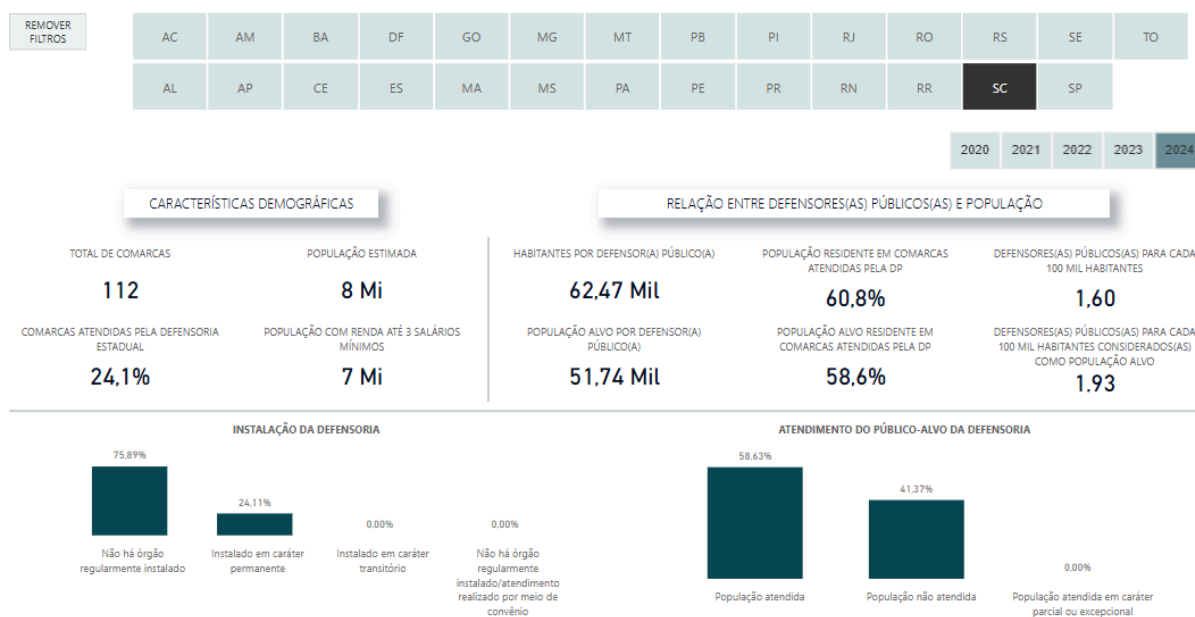 REMOVER
FILTROS
AC AM BA DF GO MG MT PB PI RJ RO RS SE TO
AL AP CE ES MA MS PA PE PR RN RR SC SP
2020 2021 2022 2023 2024
CARACTERÍSTICAS DEMOGRÁFICAS
TOTAL DE COMARCAS
112
POPULAÇÃO ESTIMADA
8 Mi
COMARCAS ATENDIDAS PELA DEFENSORIA
ESTADUAL
24,1%
POPULAÇÃO COM RENDA ATÉ 3 SALÁRIOS
MÍNIMOS
7 Mi
RELAÇÃO ENTRE DEFENSORES(AS) PÚBLICOS(AS) E POPULAÇÃO
HABITANTES POR DEFENSOR(A) PÚBLICO(A)
62,47 Mil
POPULAÇÃO RESIDENTE EM COMARCAS
ATENDIDAS PELA DP
60,8%
DEFENSORES(AS) PÚBLICOS(AS) PARA CADA
100 MIL HABITANTES
1,60
POPULAÇÃO ALVO POR DEFENSOR(A)
PÚBLICO(A)
51,74 Mil
POPULAÇÃO ALVO RESIDENTE EM
COMARCAS ATENDIDAS PELA DP
58,6%
DEFENSORES(AS) PÚBLICOS(AS) PARA CADA
100 MIL HABITANTES CONSIDERADOS(AS)
COMO POPULAÇÃO ALVO
1,93
INSTALAÇÃO DA DEFENSORIA
75,89%
24,11%
0,00%
0,00%
Não há órgão
regularmente instalado
Instalado em caráter
permanente
Instalado em caráter
transitório
Não há órgão
regularmente
instalado/atendimento
realizado por meio de
convênio
ATENDIMENTO DO PÚBLICO-ALVO DA DEFENSORIA
58,63%
41,37%
0,00%
População atendida
População não atendida
População atendida em caráter
parcial ou excepcional